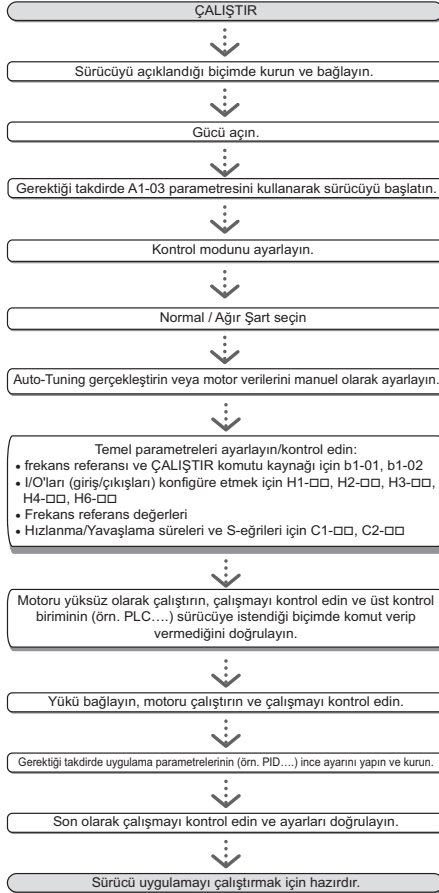 ÇALIŞTIR
Sürücüyü açıklandığı biçimde kurun ve bağlayın.
Gücü açın.
Gerektiği takdirde A1-03 parametresini kullanarak sürücüyü başlatın.
Kontrol modunu ayarlayın.
Normal / Ağır Şart seçin
Auto-Tuning gerçekleştirin veya motor verilerini manuel olarak ayarlayın.
Temel parametreleri ayarlayın/kontrol edin:
• frekans referansı ve ÇALIŞTIR komutu kaynağı için b1-01, b1-02
• I/O'ları (giriş/çıkışları) konfigüre etmek için H1-□□, H2-□□, H3-□□,
H4-□□, H6-□□
• Frekans referans değerleri
• Hızlanma/Yavaşlama süreleri ve S-eğrileri için C1-□□, C2-□□
Motoru yüksüz olarak çalıştırın, çalışmayı kontrol edin ve üst kontrol
biriminin (örn. PLC....) sürücüye istendiği biçimde komut verip
vermediğini doğrulayın.
Yükü bağlayın, motoru çalıştırın ve çalışmayı kontrol edin.
Gerektiği takdirde uygulama parametrelerinin (örn. PID....) ince ayarını yapın ve kurun.
Son olarak çalışmayı kontrol edin ve ayarları doğrulayın.
Sürücü uygulamayı çalıştırmak için hazırdır.